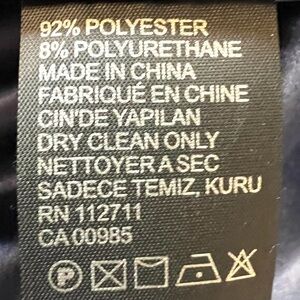 92% POLYESTER
8% POLYURETHANE
MADE IN CHINA
FABRIQUÉ EN CHINE
CIN'DE YAPILAN
DRY CLEAN ONLY
NETTOYER A SEC
SADECE TEMIZ, KURU
RN 112711
CA 00985
P